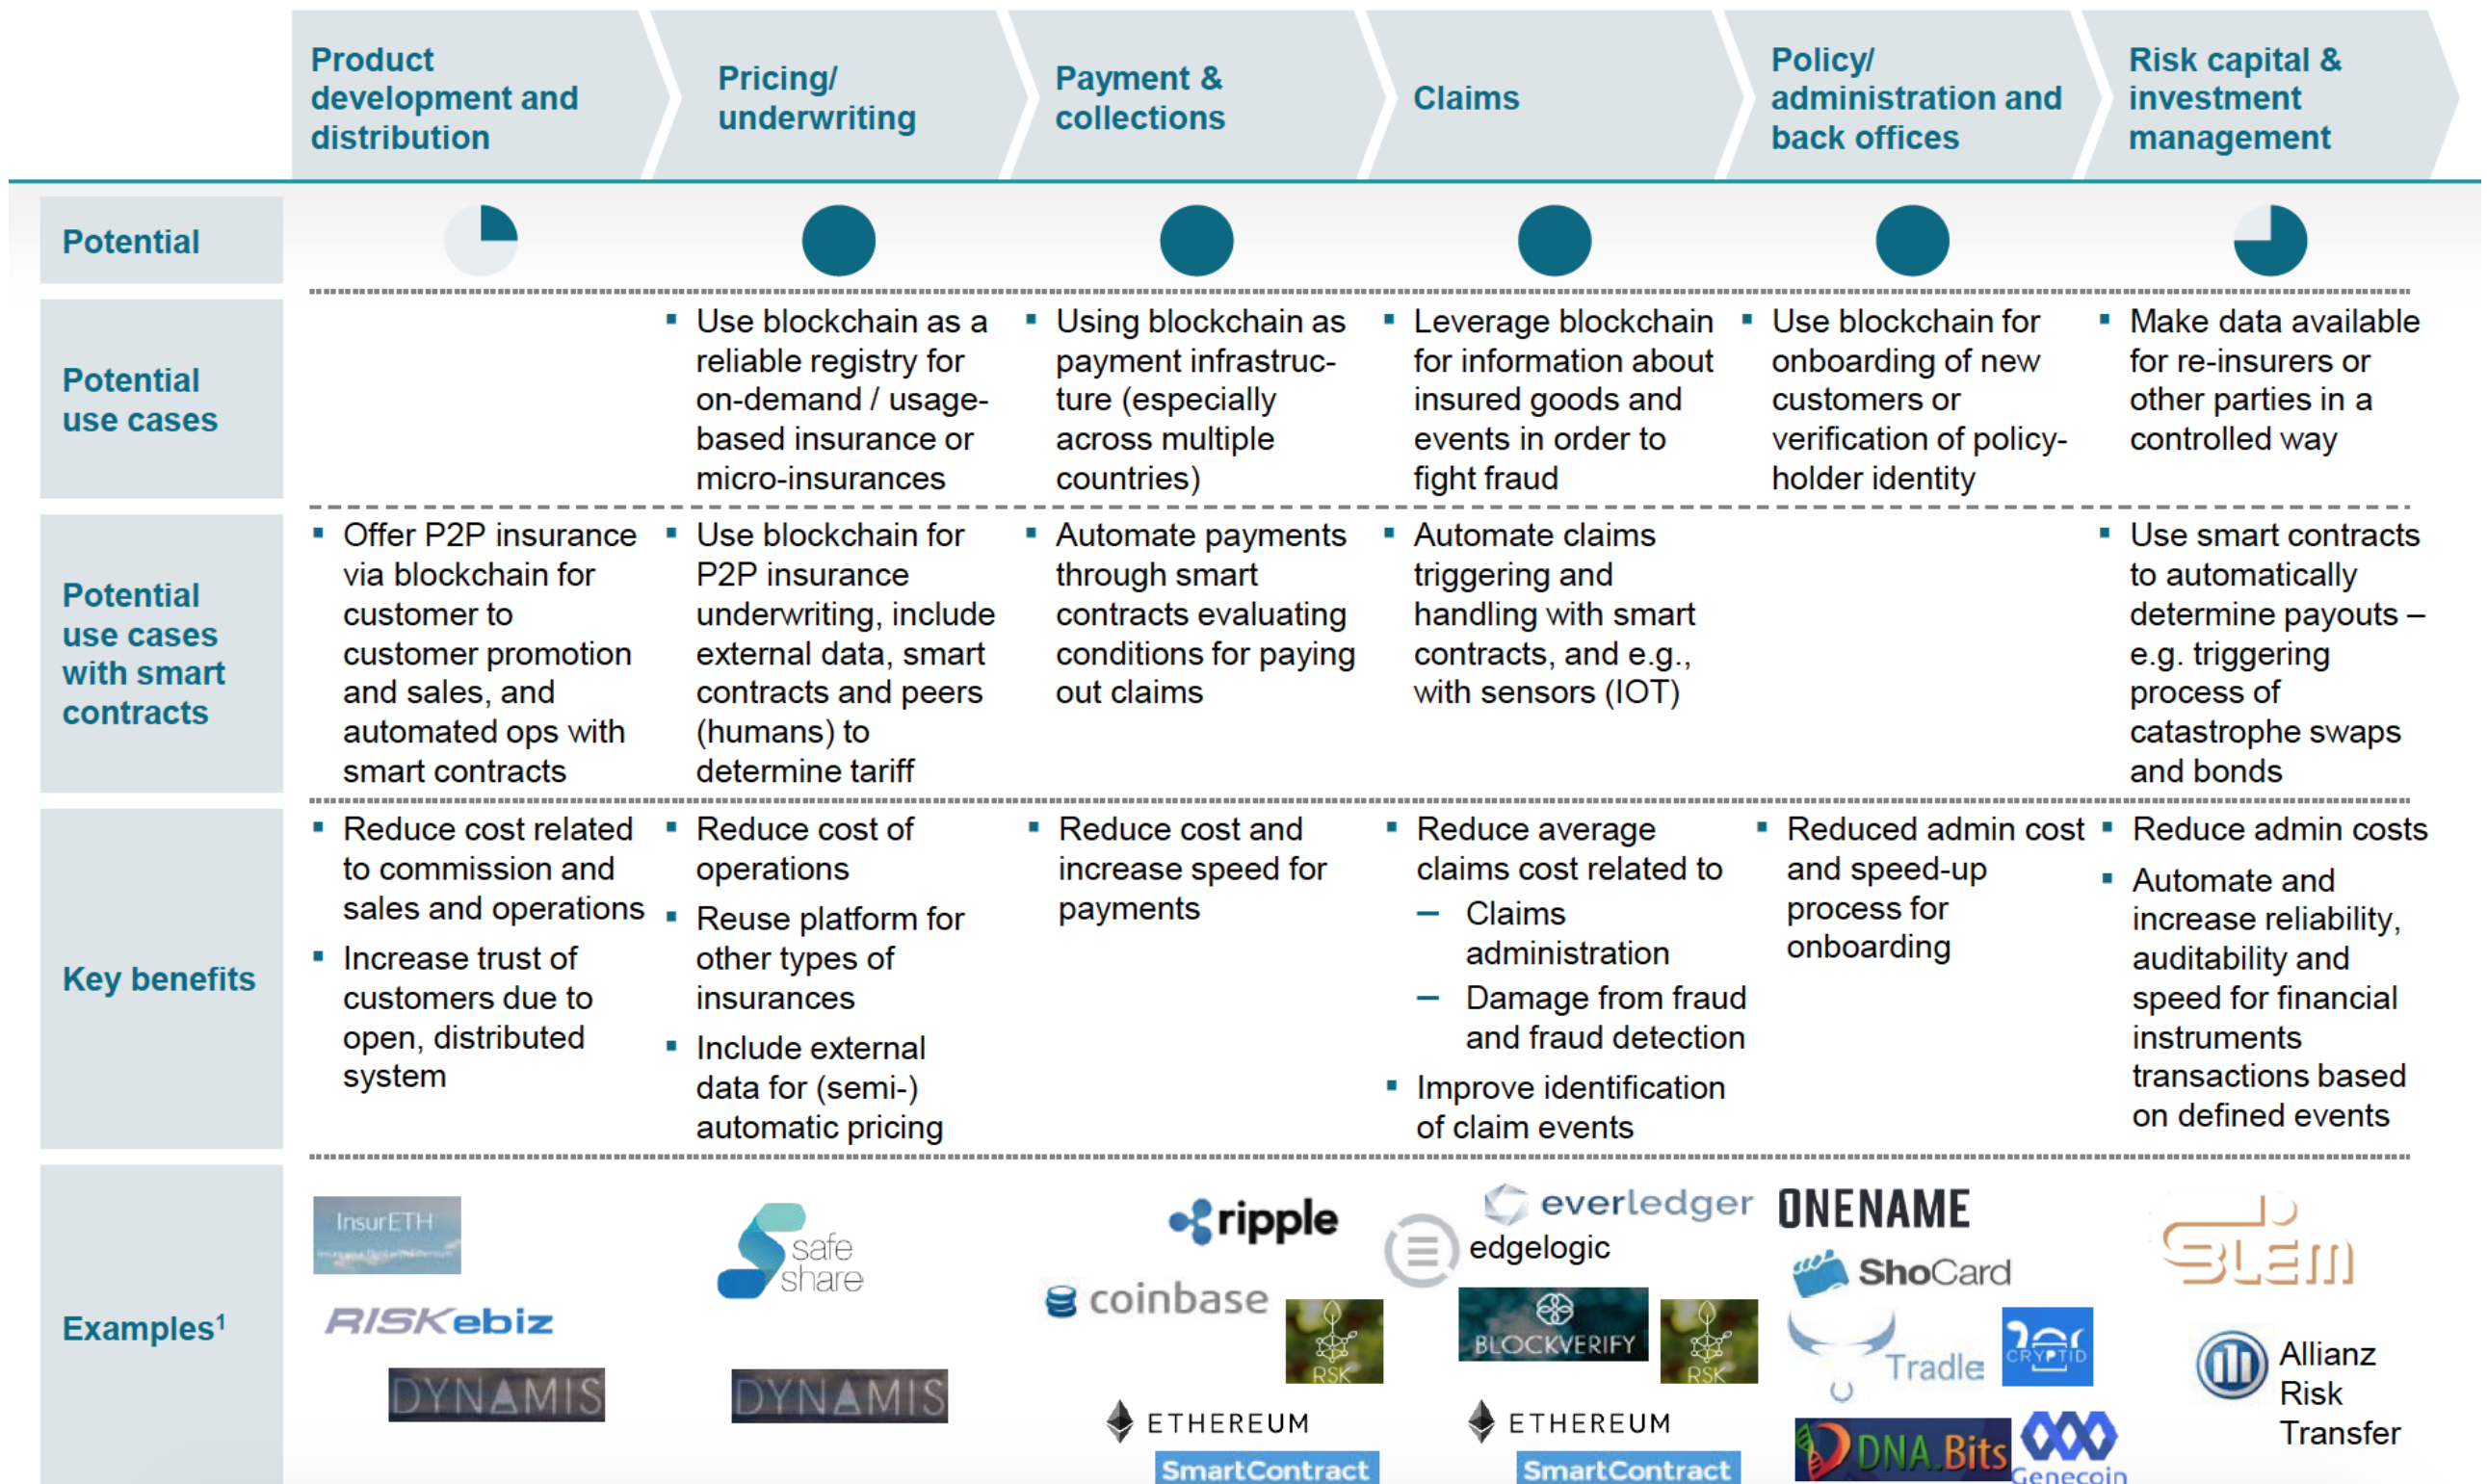 Product
development and
distribution
Pricing/
underwriting
Payment &
collections
Claims
Policy/
administration and
back offices
Risk capital &
investment
management
Potential
Potential
use cases
Use blockchain as a
reliable registry for
on-demand / usage-
based insurance or
micro-insurances
Using blockchain as
payment infrastruc-
ture (especially
across multiple
countries)
Leverage blockchain
for information about
insured goods and
events in order to
fight fraud
Use blockchain for
onboarding of new
customers or
verification of policy-
holder identity
Make data available
for re-insurers or
other parties in a
controlled way
Potential
use cases
with smart
contracts
Offer P2P insurance
via blockchain for
customer to
customer promotion
and sales, and
automated ops with
smart contracts
Use blockchain for
P2P insurance
underwriting, include
external data, smart
contracts and peers
(humans) to
determine tariff
Automate payments
through smart
contracts evaluating
conditions for paying
out claims
Automate claims
triggering and
handling with smart
contracts, and e.g.,
with sensors (IOT)
Use smart contracts
to automatically
determine payouts –
e.g. triggering
process of
catastrophe swaps
and bonds
Key benefits
Reduce cost related
to commission and
sales and operations
Increase trust of
customers due to
open, distributed
system
Reduce cost of
operations
Reuse platform for
other types of
insurances
Include external
data for (semi-)
automatic pricing
Reduce cost and
increase speed for
payments
Reduce average
claims cost related to
– Claims
administration
– Damage from fraud
and fraud detection
Improve identification
of claim events
Reduced admin cost
and speed-up
process for
onboarding
Reduce admin costs
Automate and
increase reliability,
auditability and
speed for financial
instruments
transactions based
on defined events
Examples¹
InsurETH
RISKebiz
DYNAMIS
safe
share
DYNAMIS
ripple
coinbase
RSK
ETHEREUM
SmartContract
everledger
edgelogic
BLOCKVERIFY
RSK
ETHEREUM
SmartContract
ONENAME
ShoCard
Tradle
CRYPTID
DNA.Bits
Genecoin
Allianz
Risk
Transfer